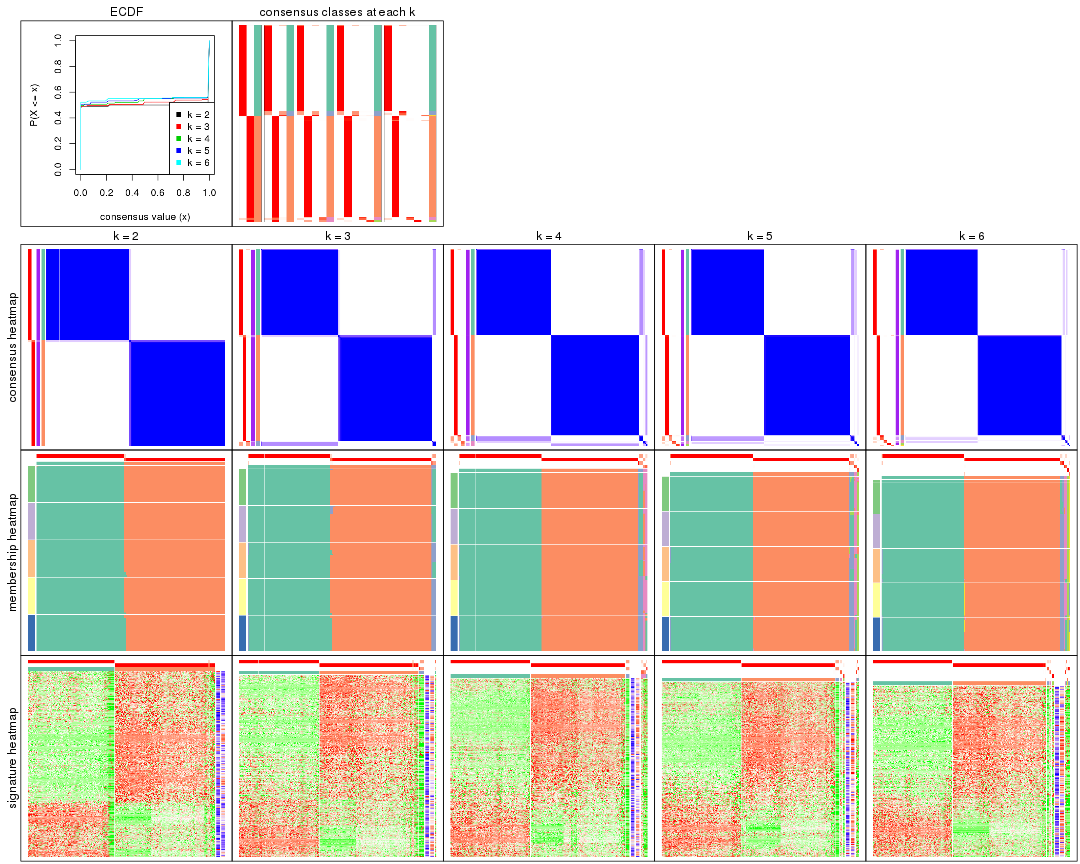 ECDF
consensus classes at each k
P(X <= x)
0.0 0.2 0.4 0.6 0.8 1.0
k = 2
k = 3
k = 4
k = 5
k = 6
0.0 0.2 0.4 0.6 0.8 1.0
consensus value (x)
k = 2 k = 3 k = 4 k = 5 k = 6
consensus heatmap
membership heatmap
signature heatmap